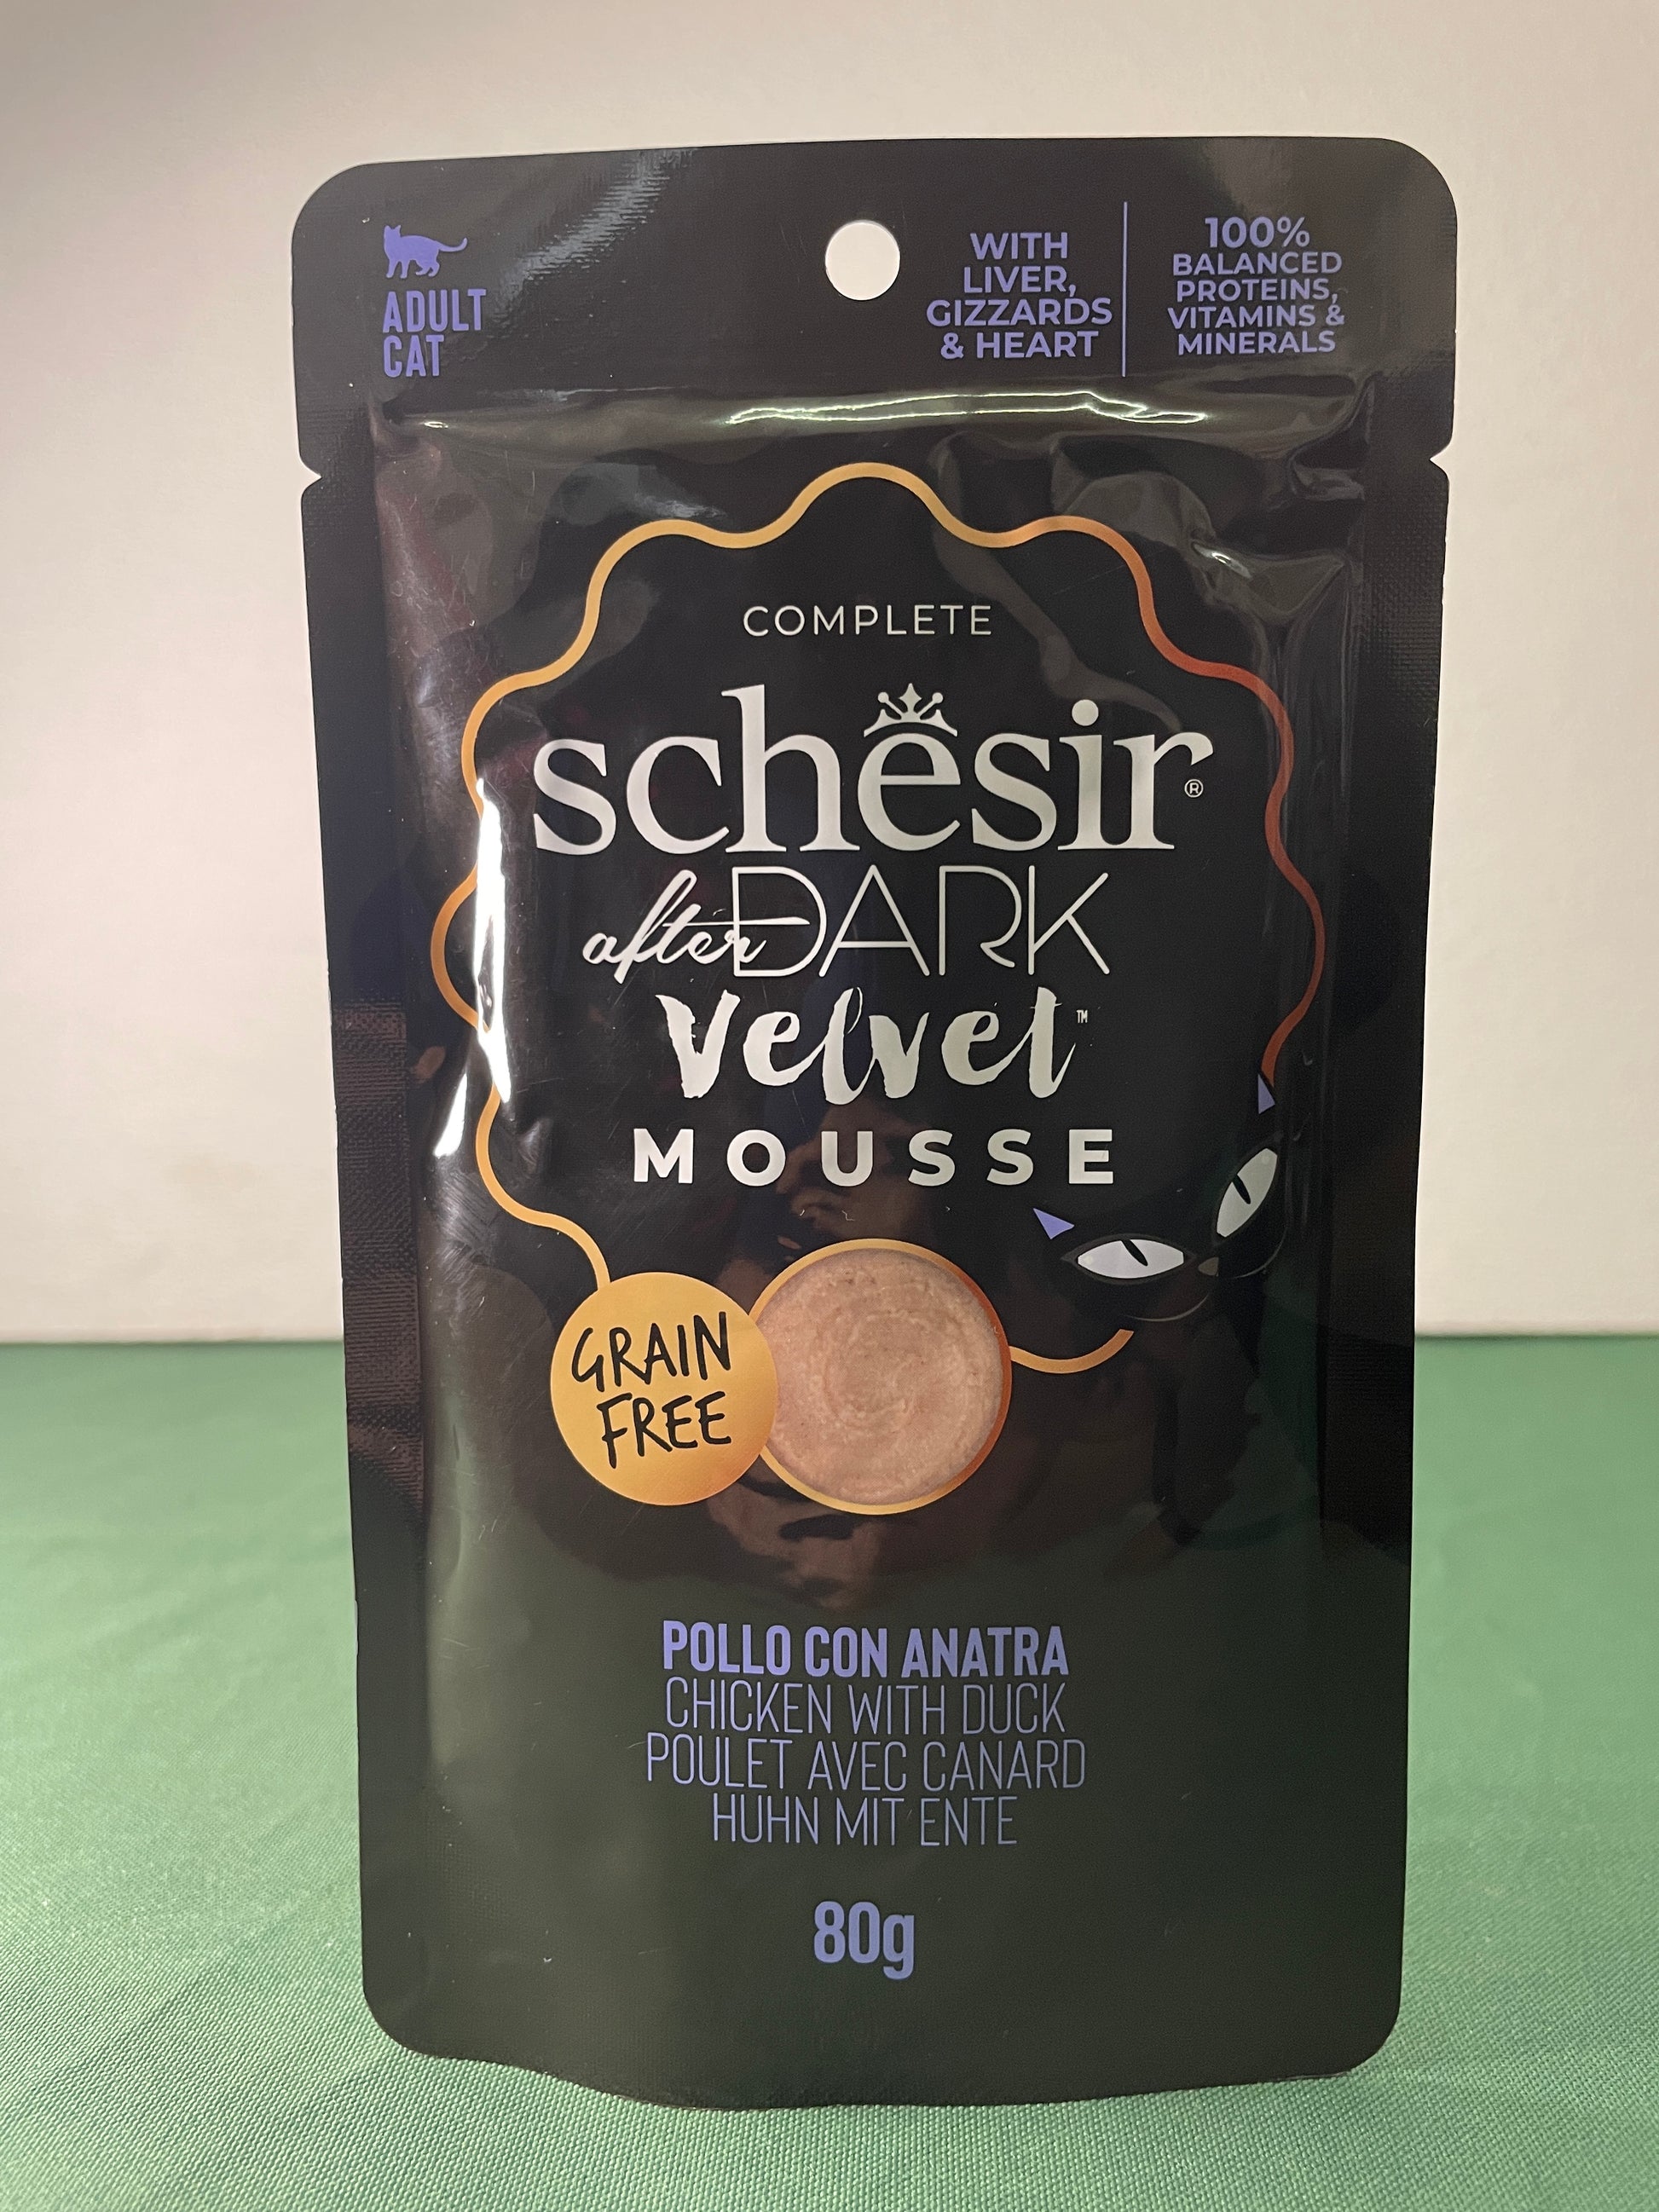 ADULT
CAT
WITH
LIVER,
GIZZARDS
& HEART
100%
BALANCED
PROTEINS,
VITAMINS &
MINERALS
COMPLETE
schesir®
after DARK
Velvet™
MOUSSE
GRAIN
FREE
POLLO CON ANATRA
CHICKEN WITH DUCK
POULET AVEC CANARD
HUHN MIT ENTE
80g